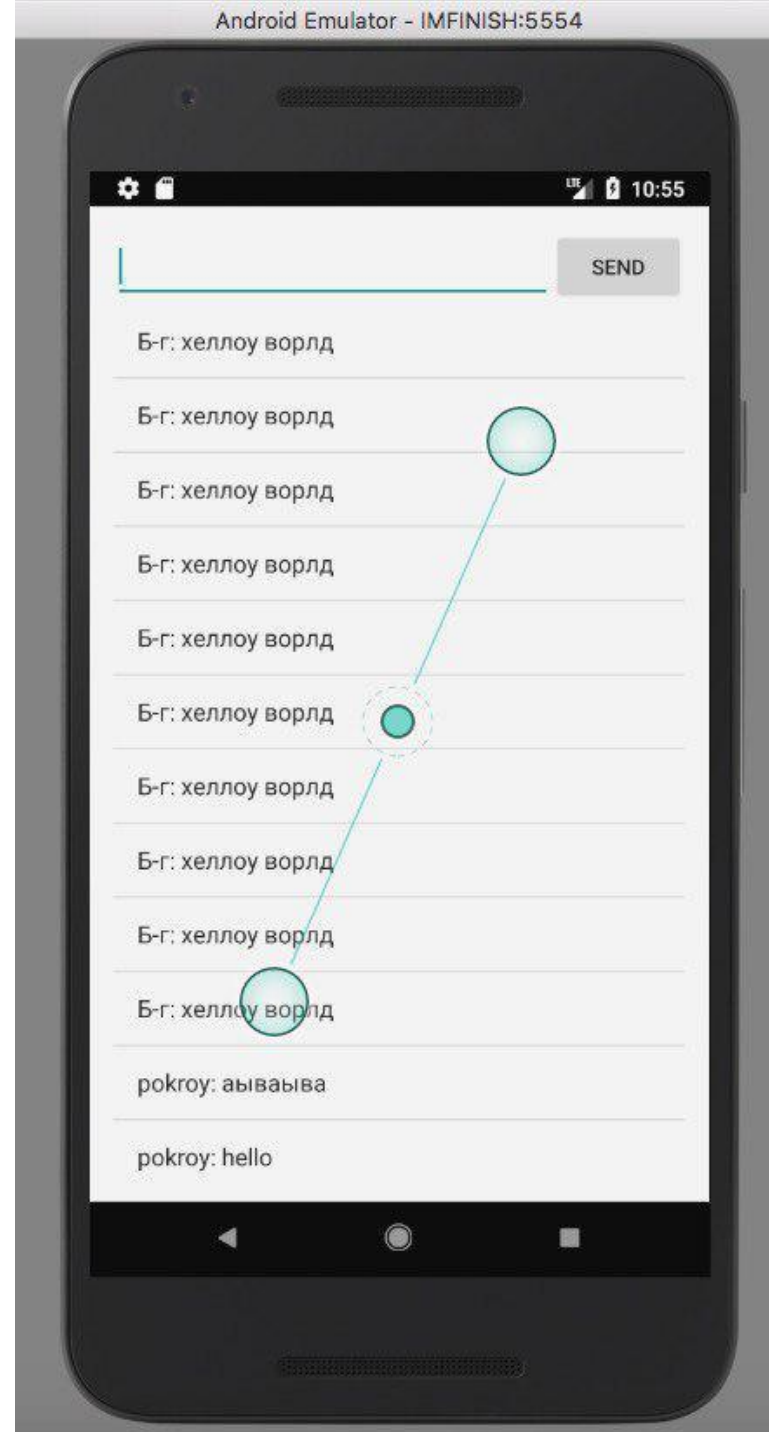 Android Emulator - IMFINISH:5554
LTE 10:55
SEND
Б-г: хеллоу ворлд
Б-г: хеллоу ворлд
Б-г: хеллоу ворлд
Б-г: хеллоу ворлд
Б-г: хеллоу ворлд
Б-г: хеллоу ворлд
Б-г: хеллоу ворлд
Б-г: хеллоу ворлд
Б-г: хеллоу ворлд
Б-г: хеллоу ворлд
pokroy: аываыва
pokroy: hello